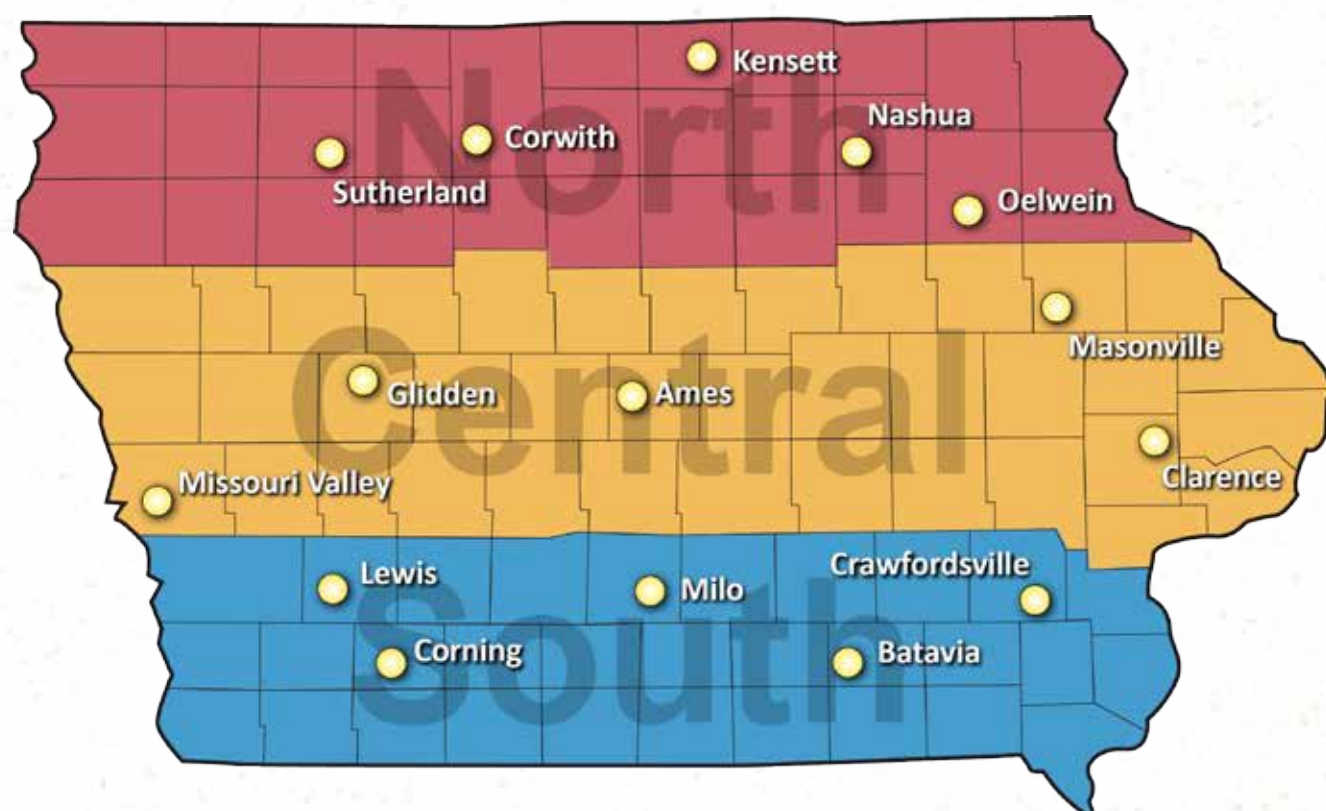 North
Kensett
Nashua
Corwith
Sutherland
Oelwein
Central
Masonville
Glidden
Ames
Clarence
Missouri Valley
South
Crawfordsville
Lewis
Milo
Corning
Batavia